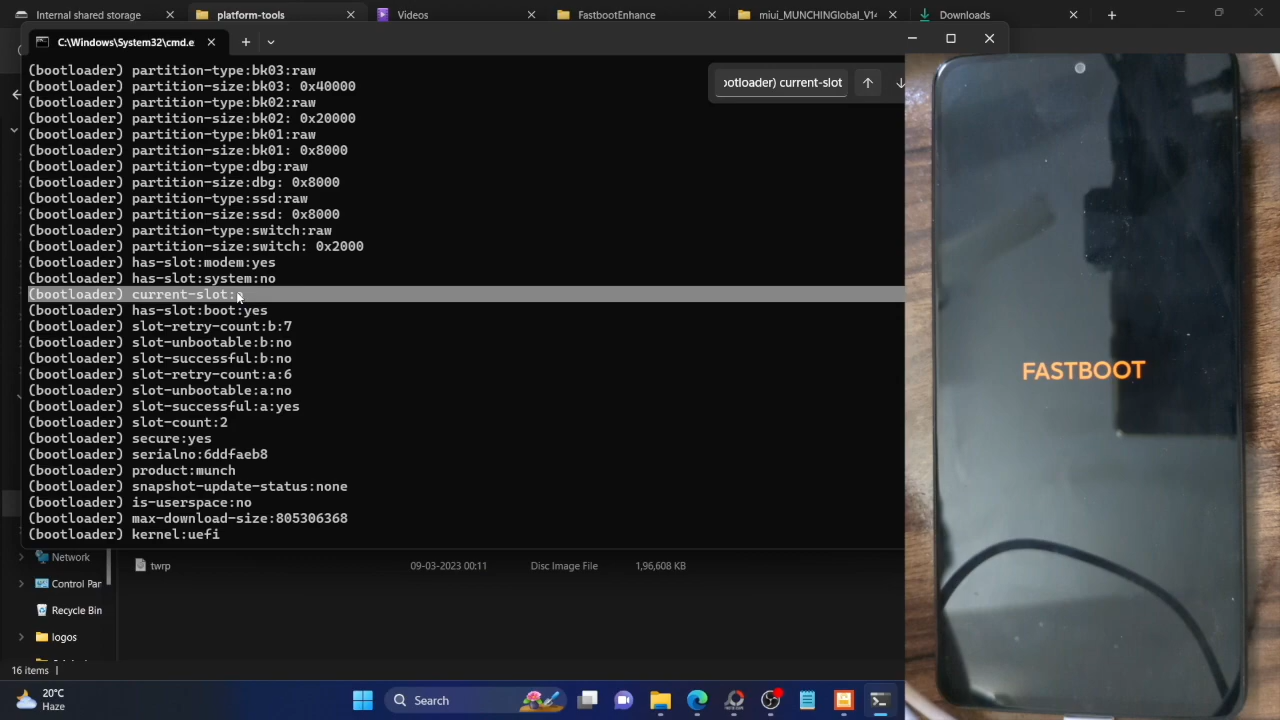 Internal shared storage
platform-tools
Videos
FastbootEnhance
miui_MUNCHINGlobal_V14
Downloads
C:\Windows\System32\cmd.e
(bootloader) partition-type:bk03:raw
(bootloader) partition-size:bk03: 0x40000
(bootloader) partition-type:bk02:raw
(bootloader) partition-size:bk02: 0x20000
(bootloader) partition-type:bk01:raw
(bootloader) partition-size:bk01: 0x8000
(bootloader) partition-type:dbg:raw
(bootloader) partition-size:dbg: 0x8000
(bootloader) partition-type:ssd:raw
(bootloader) partition-size:ssd: 0x8000
(bootloader) partition-type:switch:raw
(bootloader) partition-size:switch: 0x2000
(bootloader) has-slot:modem:yes
(bootloader) has-slot:system:no
(bootloader) current-slot:
(bootloader) has-slot:boot:yes
(bootloader) slot-retry-count:b:7
(bootloader) slot-unbootable:b:no
(bootloader) slot-successful:b:no
(bootloader) slot-retry-count:a:6
(bootloader) slot-unbootable:a:no
(bootloader) slot-successful:a:yes
(bootloader) slot-count:2
(bootloader) secure:yes
(bootloader) serialno:6ddfaeb8
(bootloader) product:munch
(bootloader) snapshot-update-status:none
(bootloader) is-userspace:no
(bootloader) max-download-size:805306368
(bootloader) kernel:uefi
ootloader) current-slot
FASTBOOT
Network
Control Pan
Recycle Bin
logos
twrp 09-03-2023 00:11 Disc Image File 1,96,608 KB
16 items
20°C
Haze
Search